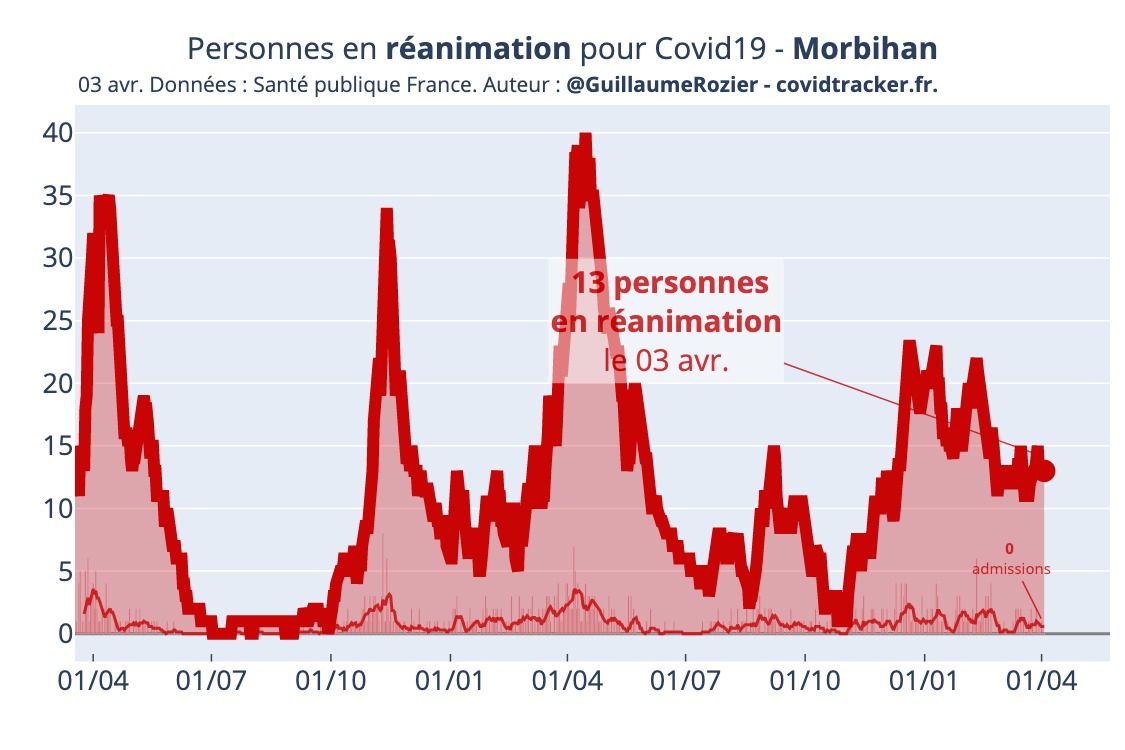 Personnes en réanimation pour Covid19 - Morbihan
03 avr. Données : Santé publique France. Auteur : @GuillaumeRozier - covidtracker.fr.
40
35
30
25
20
15
10
5
0
13 personnes
en réanimation
le 03 avr.
0
admissions
01/04 01/07 01/10 01/01 01/04 01/07 01/10 01/01 01/04